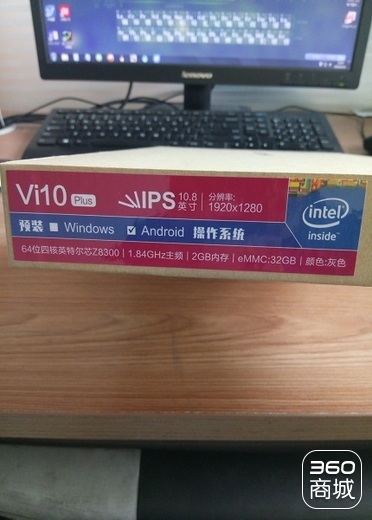 lenovo
Vi10 Plus
IPS 10.8英寸
分辨率:
1920x1280
预装 Windows Android 操作系统
intel
inside
64位四核英特尔芯Z8300 | 1.84GHz主频 | 2GB内存 | eMMC:32GB | 颜色:灰色
360
商城